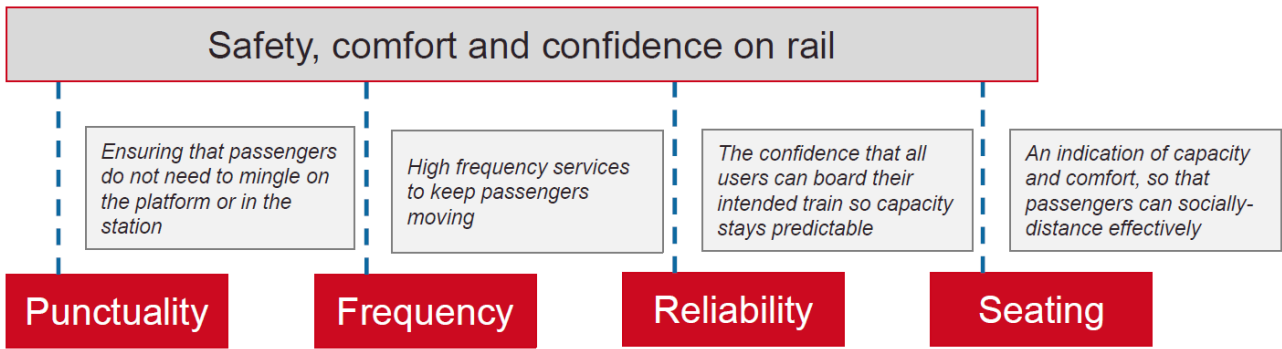 Safety, comfort and confidence on rail
Ensuring that passengers
do not need to mingle on
the platform or in the
station
High frequency services
to keep passengers
moving
The confidence that all
users can board their
intended train so capacity
stays predictable
An indication of capacity
and comfort, so that
passengers can socially-
distance effectively
Punctuality
Frequency
Reliability
Seating